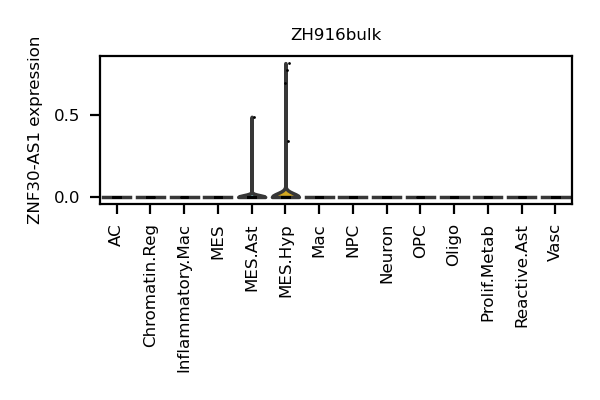 ZH916bulk
ZNF30-AS1 expression
0.5
0.0
AC
Chromatin.Reg
Inflammatory.Mac
MES
MES.Ast
MES.Hyp
Mac
NPC
Neuron
OPC
Oligo
Prolif.Metab
Reactive.Ast
Vasc